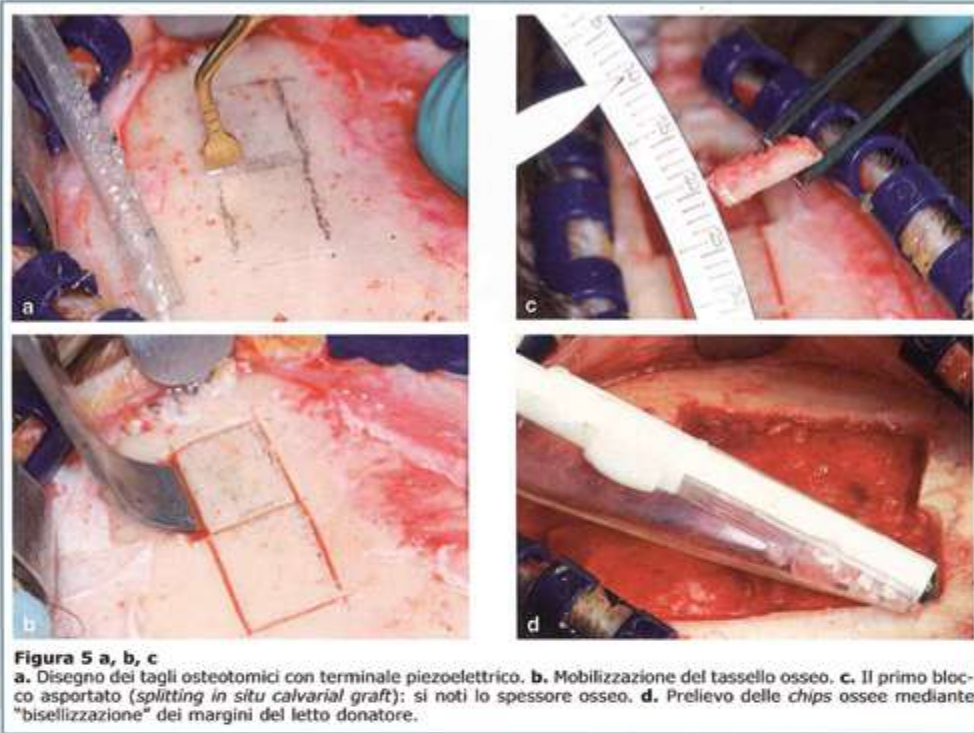 a
c
b
d
Figura 5 a, b, c
a. Disegno dei tagli osteotomici con terminale piezoelettrico. b. Mobilizzazione del tassello osseo. c. Il primo bloc-
co asportato (splitting in situ calvarial graft): si noti lo spessore osseo. d. Prelievo delle chips ossee mediante
"bisellizzazione" dei margini del letto donatore.